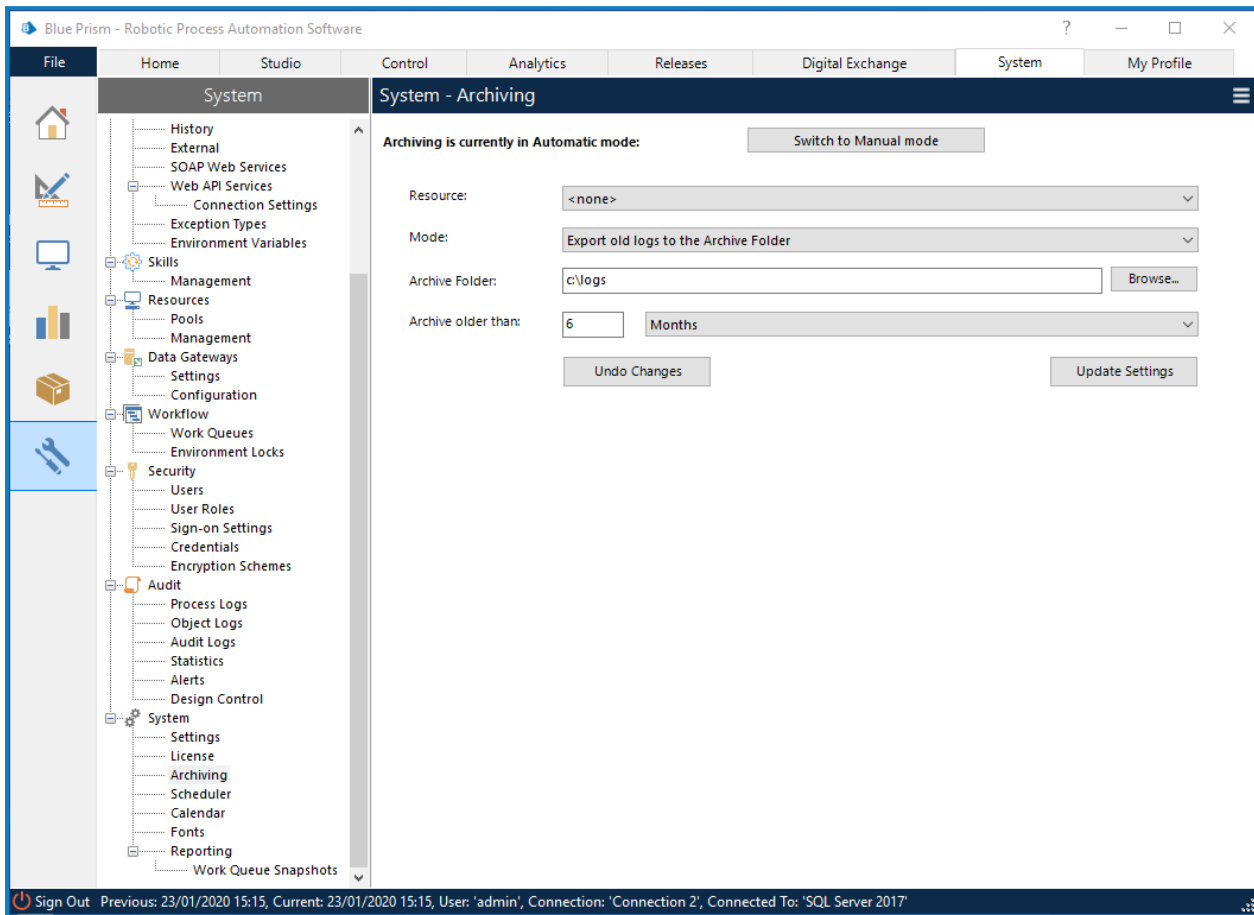 Blue Prism - Robotic Process Automation Software
?
File Home Studio Control Analytics Releases Digital Exchange System My Profile
System
History
External
SOAP Web Services
Web API Services
Connection Settings
Exception Types
Environment Variables
Skills
Management
Resources
Pools
Management
Data Gateways
Settings
Configuration
Workflow
Work Queues
Environment Locks
Security
Users
User Roles
Sign-on Settings
Credentials
Encryption Schemes
Audit
Process Logs
Object Logs
Audit Logs
Statistics
Alerts
Design Control
System
Settings
License
Archiving
Scheduler
Calendar
Fonts
Reporting
Work Queue Snapshots
System - Archiving
Archiving is currently in Automatic mode: Switch to Manual mode
Resource: <none>
Mode: Export old logs to the Archive Folder
Archive Folder: c:\logs Browse...
Archive older than: 6 Months
Undo Changes Update Settings
Sign Out Previous: 23/01/2020 15:15, Current: 23/01/2020 15:15, User: 'admin', Connection: 'Connection 2', Connected To: 'SQL Server 2017'